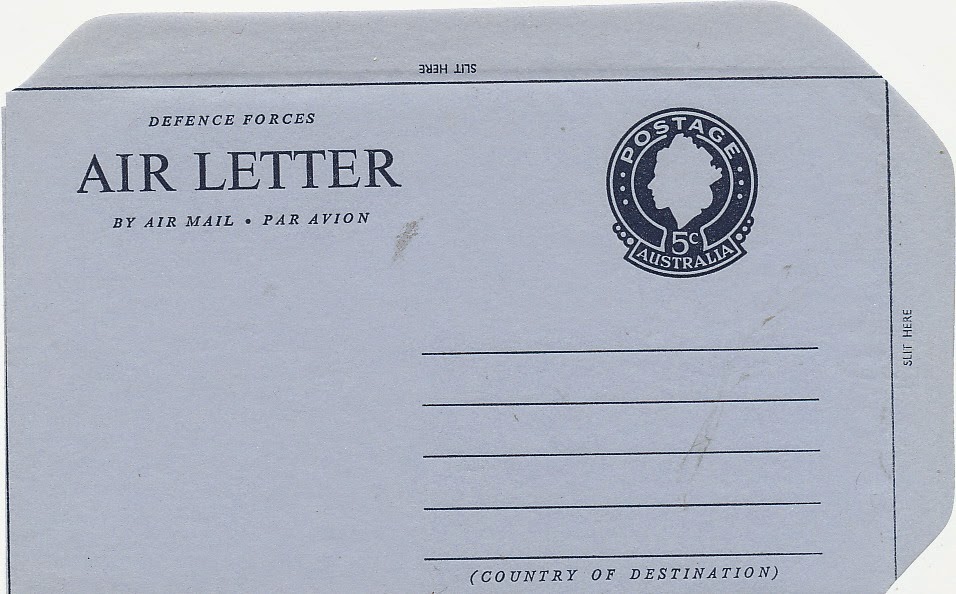 SLIT HERE
DEFENCE FORCES
AIR LETTER
BY AIR MAIL • PAR AVION
POSTAGE
5c
AUSTRALIA
SLIT HERE
(COUNTRY OF DESTINATION)